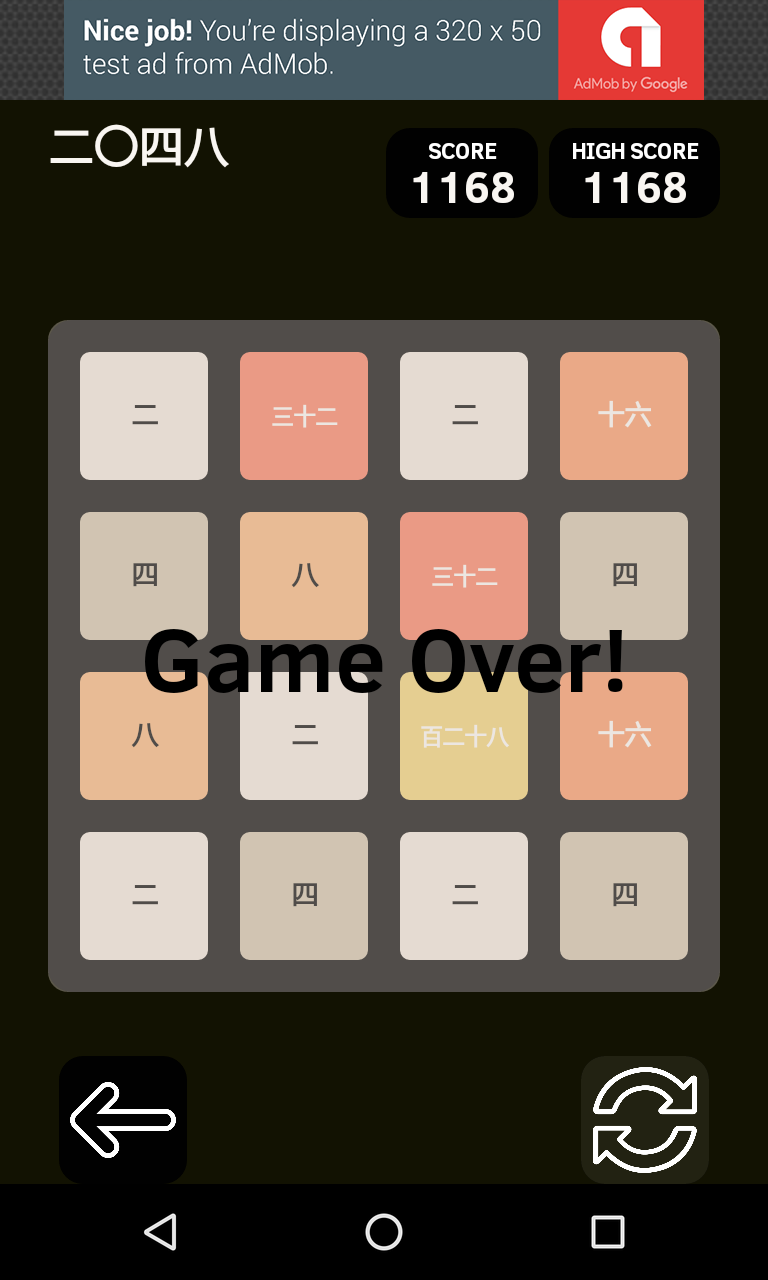 Nice job! You're displaying a 320 x 50
test ad from AdMob.
AdMob by Google
二〇四八
SCORE
1168
HIGH SCORE
1168
二 三十二 二 十六
四 八 三十二 四
Game Over!
八 二 百二十八 十六
二 四 二 四